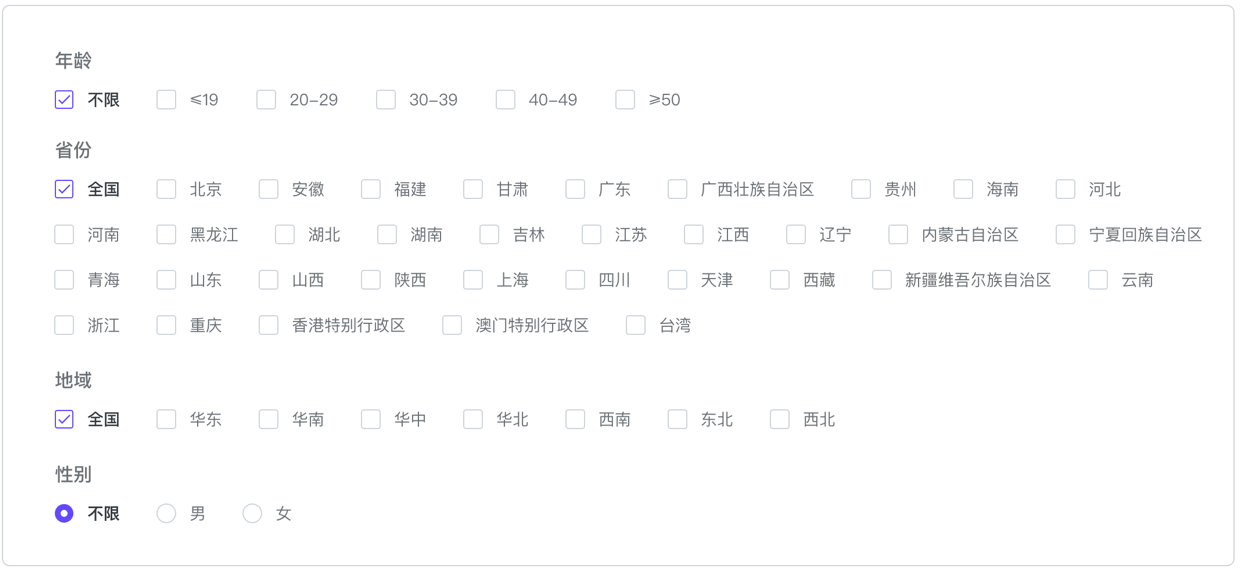 年龄
不限 ≤19 20-29 30-39 40-49 ≥50
省份
全国 北京 安徽 福建 甘肃 广东 广西壮族自治区 贵州 海南 河北
河南 黑龙江 湖北 湖南 吉林 江苏 江西 辽宁 内蒙古自治区 宁夏回族自治区
青海 山东 山西 陕西 上海 四川 天津 西藏 新疆维吾尔族自治区 云南
浙江 重庆 香港特别行政区 澳门特别行政区 台湾
地域
全国 华东 华南 华中 华北 西南 东北 西北
性别
不限 男 女